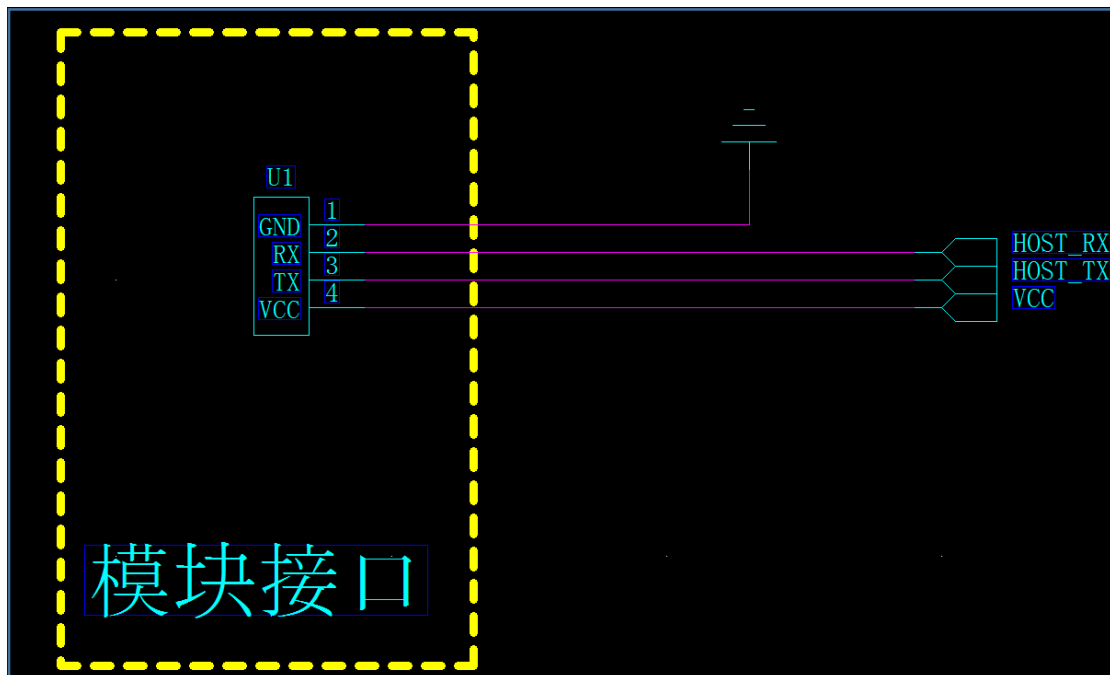 U1
GND 1
RX 2 HOST_RX
TX 3 HOST_TX
VCC 4 VCC
模块接口